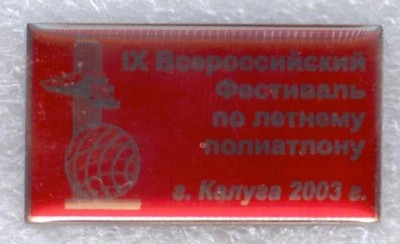 IX Всероссийский
Фестиваль
по летнему
полиатлону
г. Калуга 2003 г.